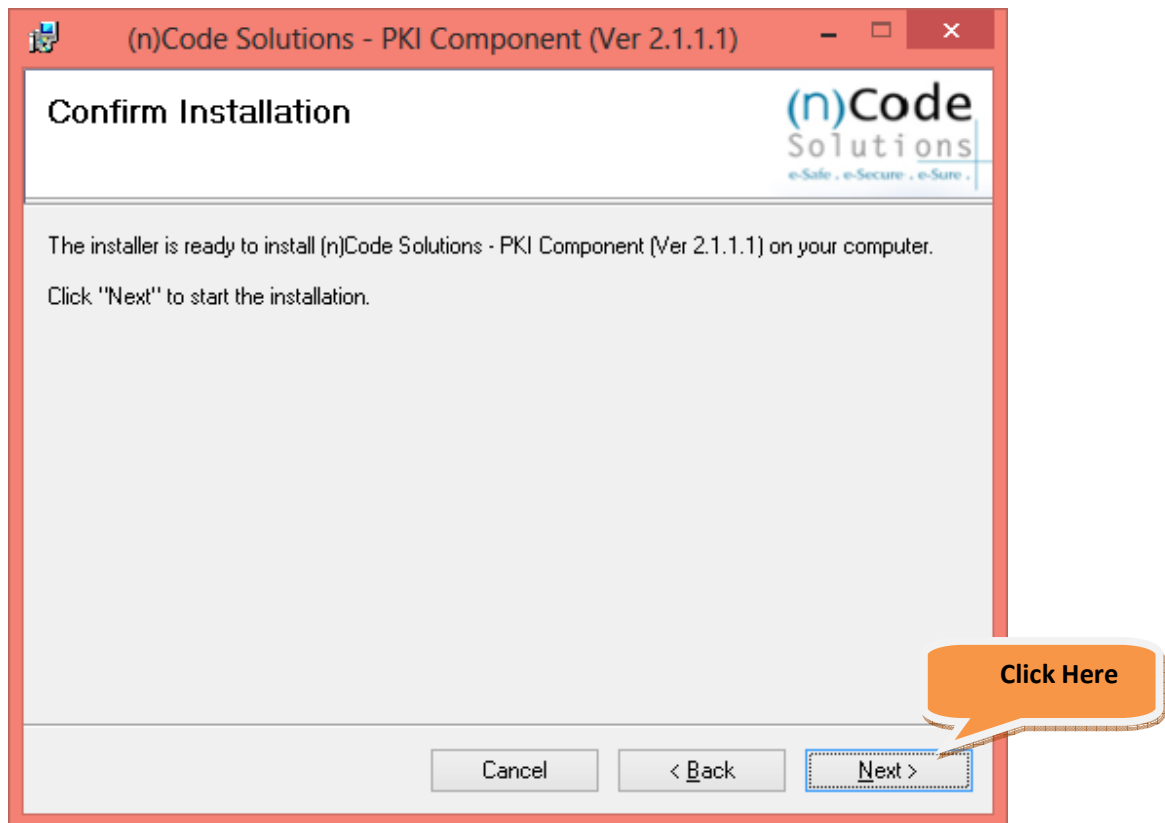 (n)Code Solutions - PKI Component (Ver 2.1.1.1)
Confirm Installation
(n)Code
Solutions
e-Safe . e-Secure . e-Sure .
The installer is ready to install (n)Code Solutions - PKI Component (Ver 2.1.1.1) on your computer.
Click "Next" to start the installation.
Click Here
Cancel
< Back
Next >